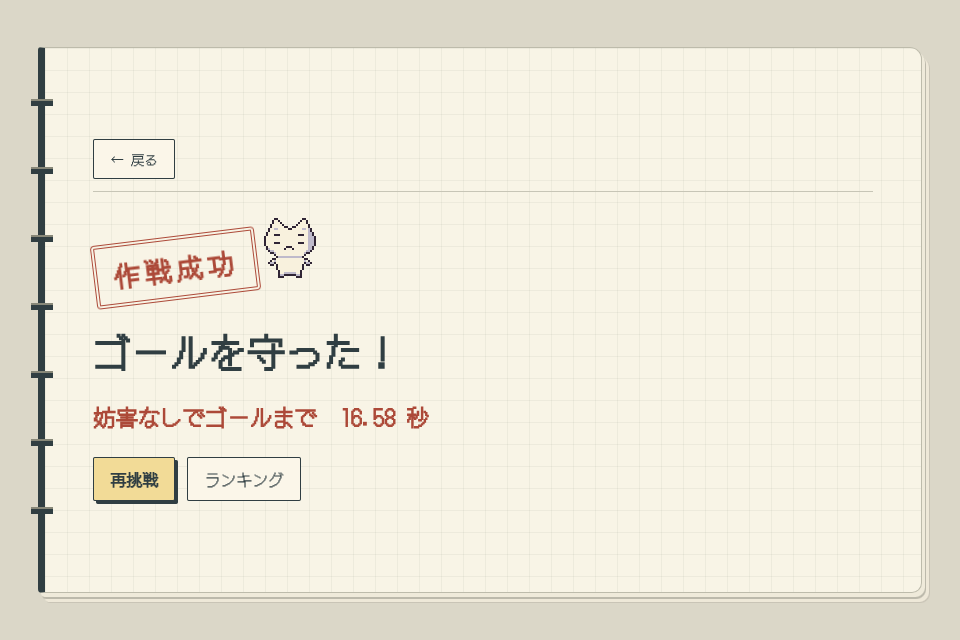 ← 戻る
作戦成功
ゴールを守った！
妨害なしでゴールまで　16.58 秒
再挑戦
ランキング